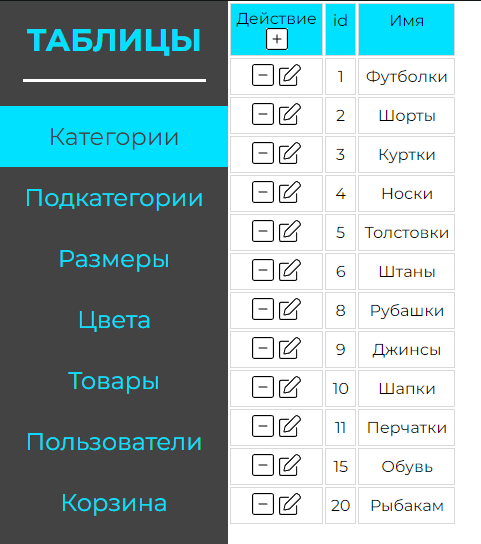 ТАБЛИЦЫ
Категории
Подкатегории
Размеры
Цвета
Товары
Пользователи
Корзина
Действие id Имя
1 Футболки
2 Шорты
3 Куртки
4 Носки
5 Толстовки
6 Штаны
8 Рубашки
9 Джинсы
10 Шапки
11 Перчатки
15 Обувь
20 Рыбакам